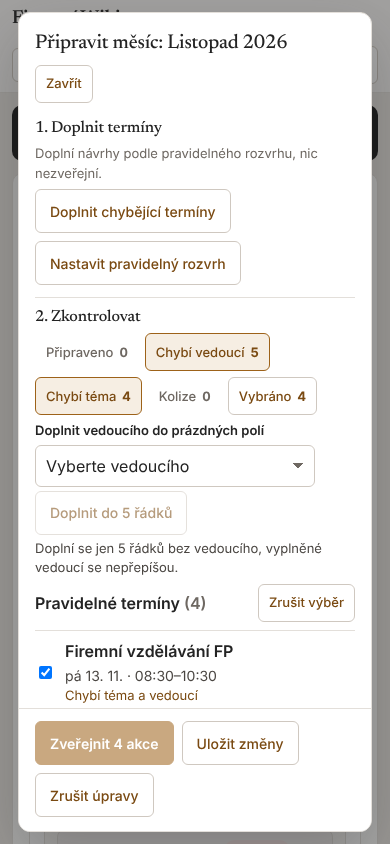 Připravit měsíc: Listopad 2026
Zavřít
1. Doplnit termíny
Doplní návrhy podle pravidelného rozvrhu, nic
nezveřejní.
Doplnit chybějící termíny
Nastavit pravidelný rozvrh
2. Zkontrolovat
Připraveno 0 Chybí vedoucí 5
Chybí téma 4 Kolize 0 Vybráno 4
Doplnit vedoucího do prázdných polí
Vyberte vedoucího
Doplnit do 5 řádků
Doplní se jen 5 řádků bez vedoucího, vyplněné
vedoucí se nepřepíšou.
Pravidelné termíny (4) Zrušit výběr
Firemní vzdělávání FP
pá 13. 11. · 08:30–10:30
Chybí téma a vedoucí
Zveřejnit 4 akce Uložit změny
Zrušit úpravy